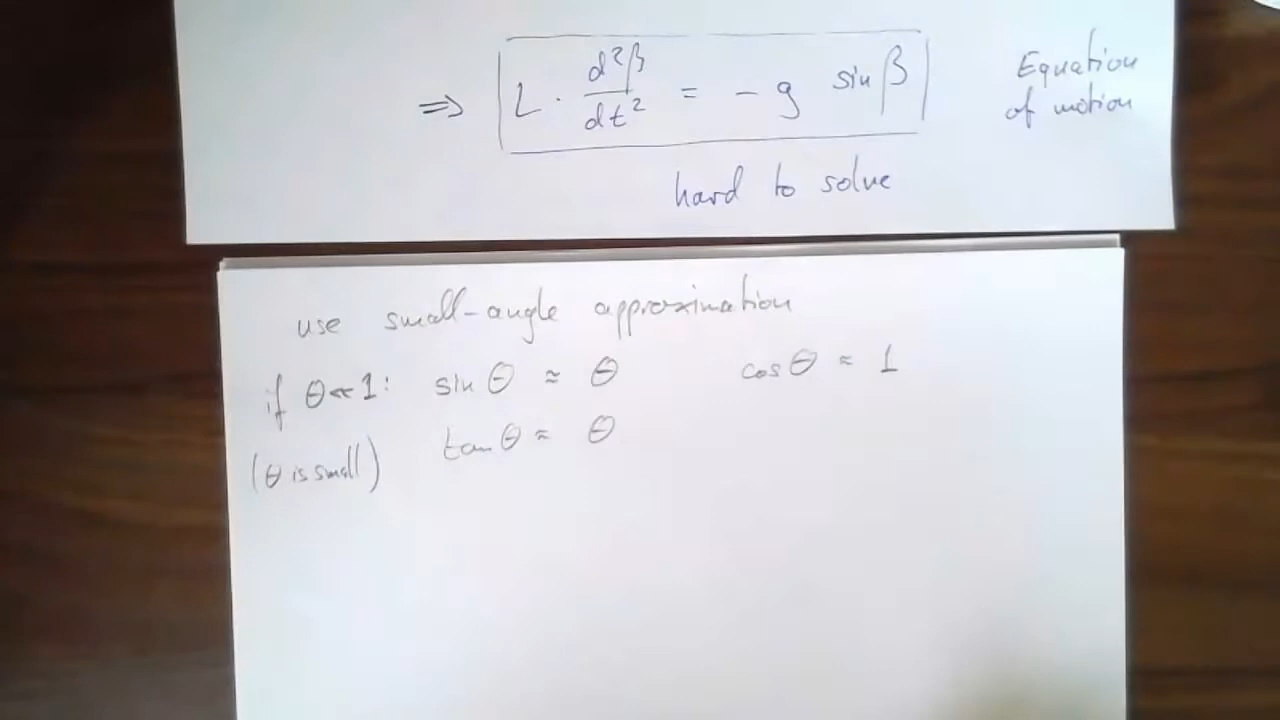 ⇒ L · d²β/dt² = - g sin β Equation of motion
hard to solve
use small-angle approximation
if θ≪1: sin θ ≈ θ cos θ ≈ 1
(θ is small) tan θ ≈ θ